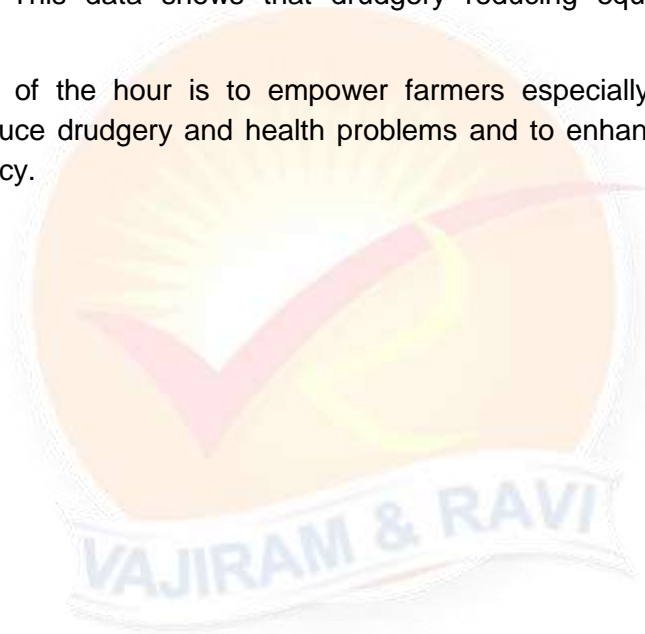 This data shows that drudgery reducing equ
of the hour is to empower farmers especially
uce drudgery and health problems and to enhan
cy.
VAJIRAM & RAVI